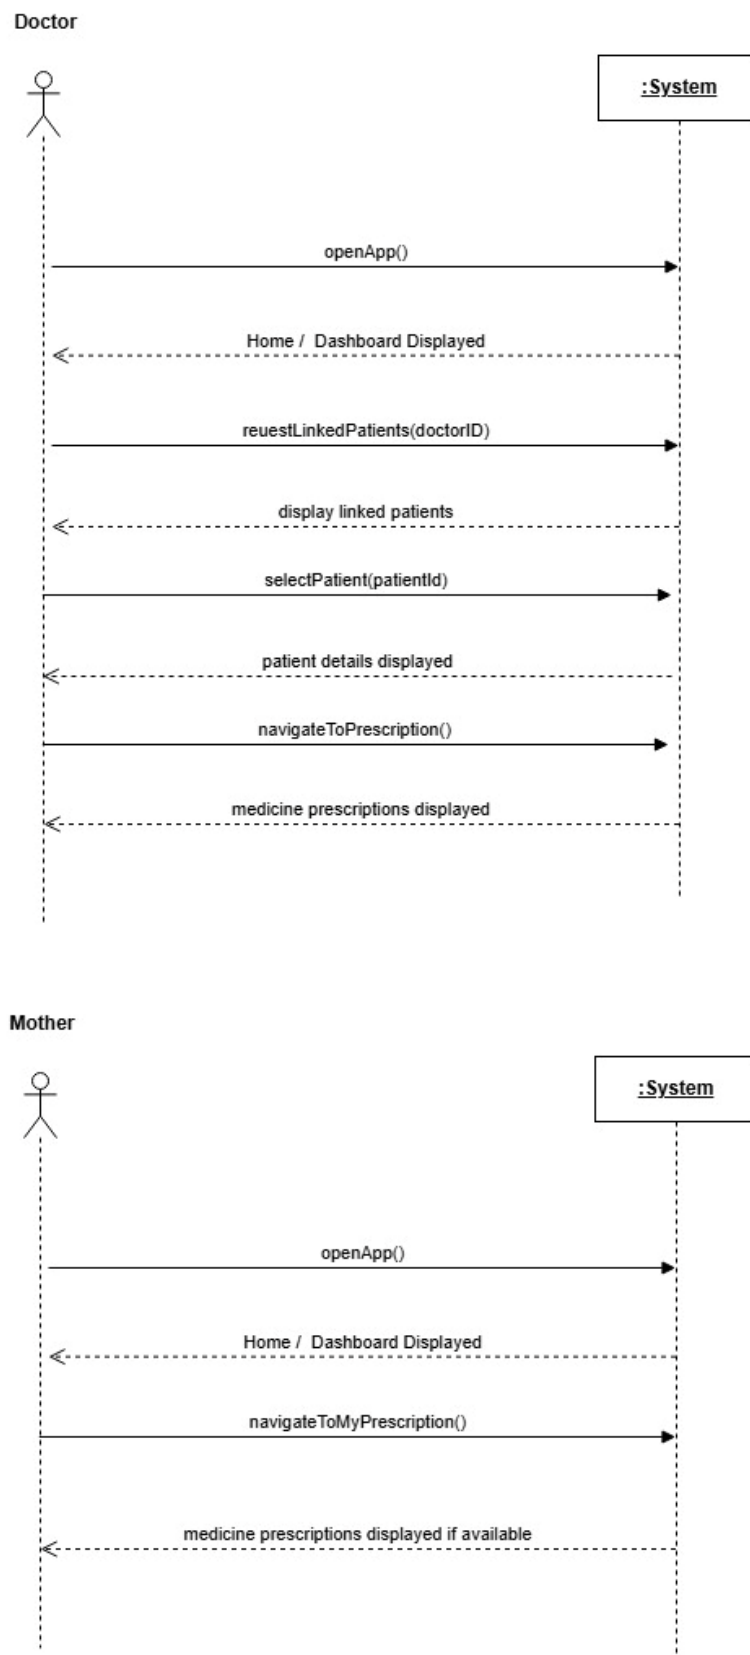 Doctor
:System
openApp()
Home /  Dashboard Displayed
reuestLinkedPatients(doctorID)
display linked patients
selectPatient(patientId)
patient details displayed
navigateToPrescription()
medicine prescriptions displayed
Mother
:System
openApp()
Home /  Dashboard Displayed
navigateToMyPrescription()
medicine prescriptions displayed if available